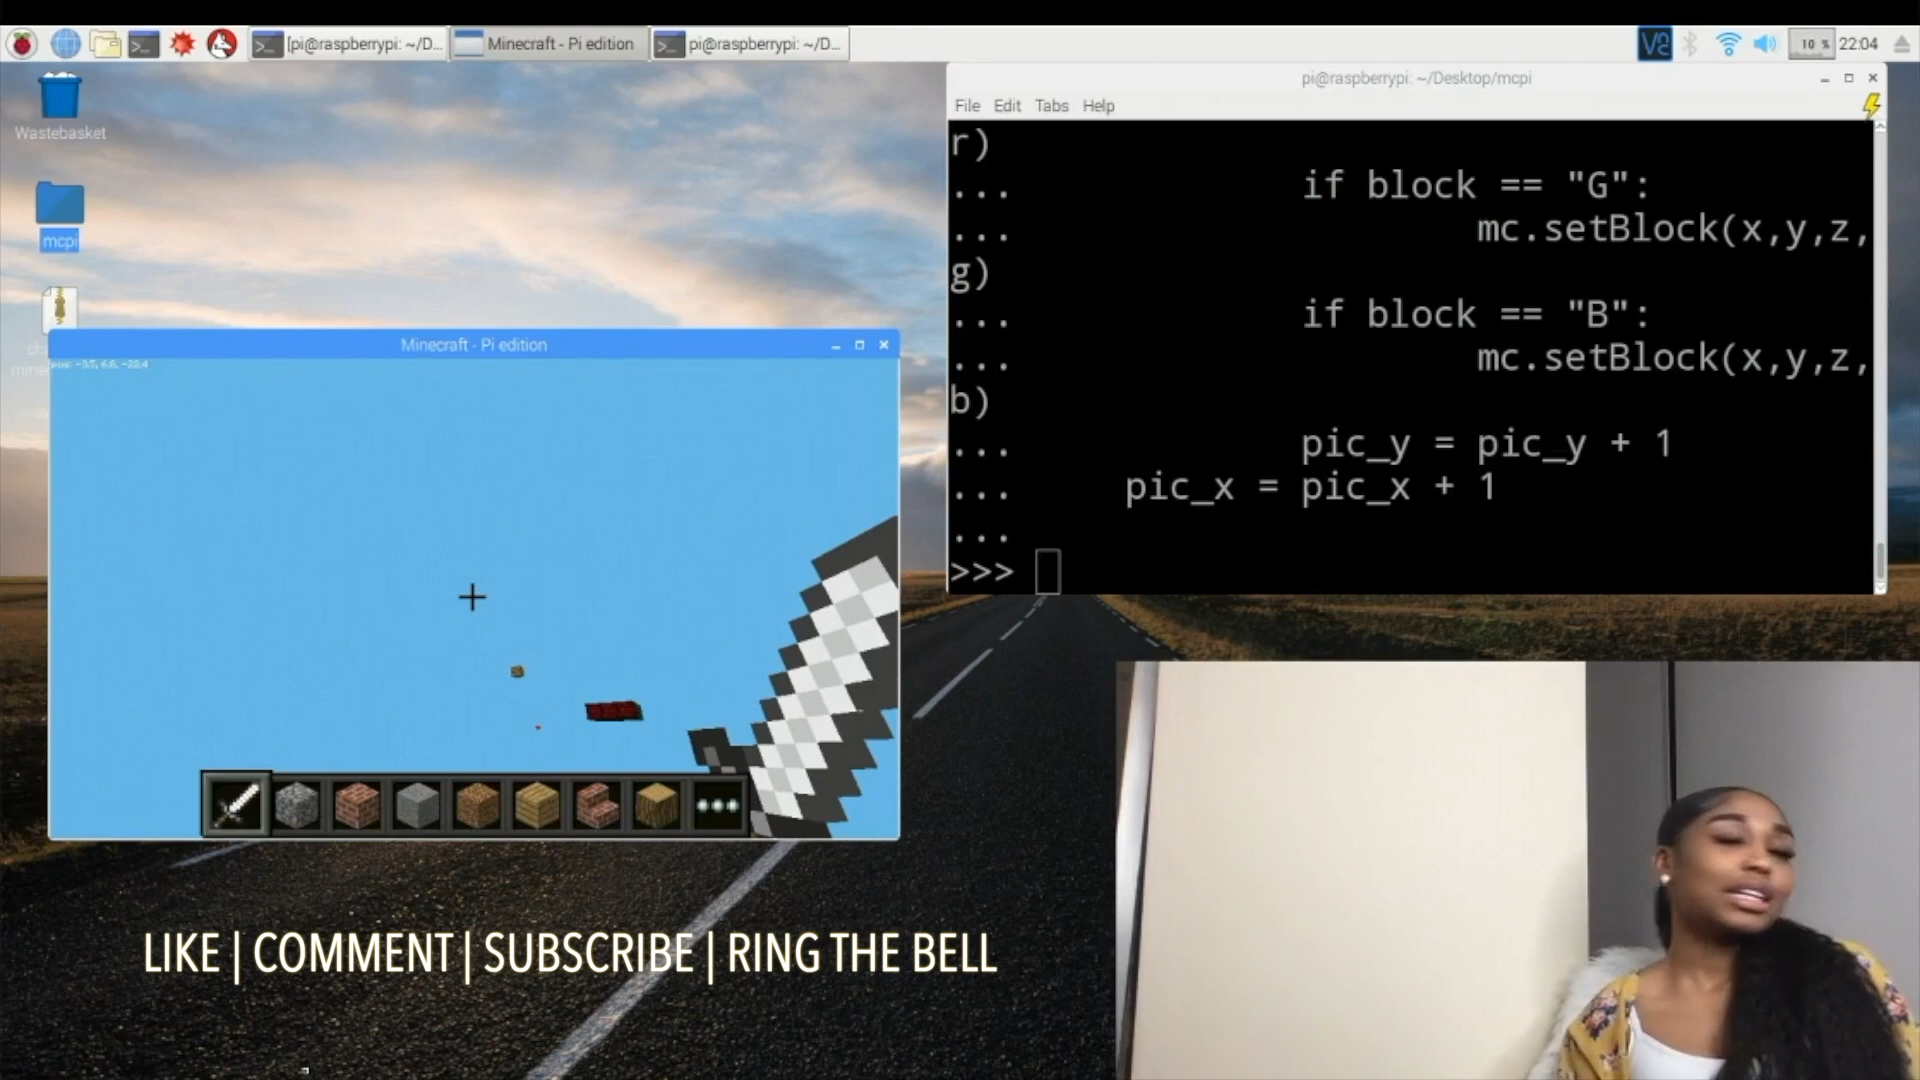 [pi@raspberrypi: ~/D...
Minecraft - Pi edition
pi@raspberrypi: ~/D...
10 %
22:04
Wastebasket
mcpi
Minecraft - Pi edition
pi@raspberrypi: ~/Desktop/mcpi
File Edit Tabs Help
r)
... if block == "G":
... mc.setBlock(x,y,z,
g)
... if block == "B":
... mc.setBlock(x,y,z,
b)
... pic_y = pic_y + 1
... pic_x = pic_x + 1
...
>>>
LIKE | COMMENT | SUBSCRIBE | RING THE BELL